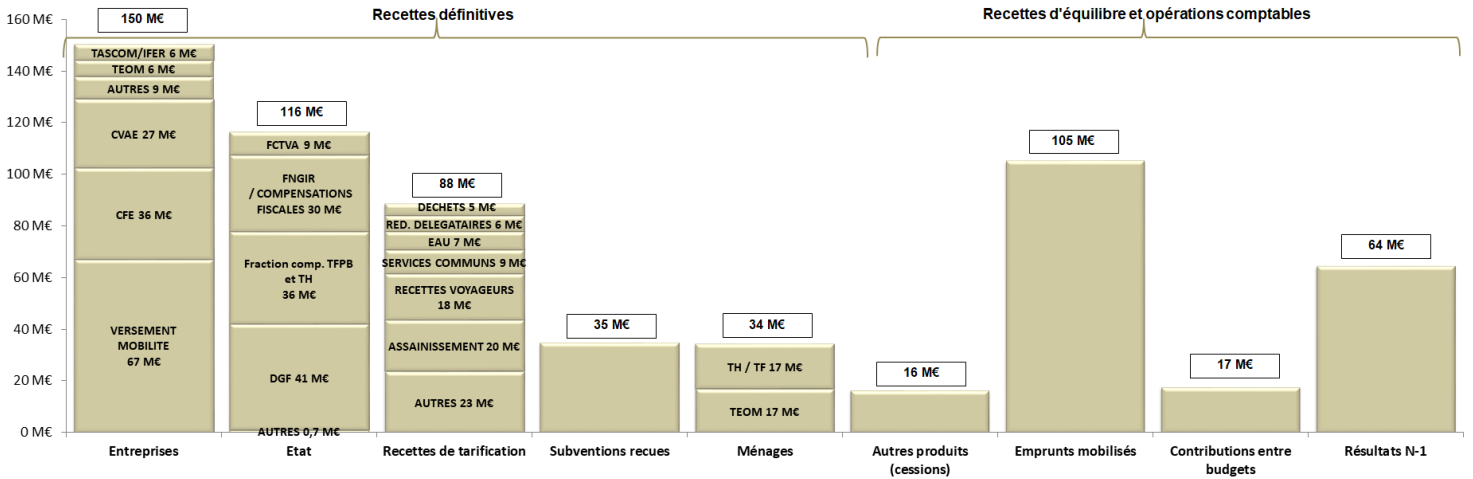 Recettes définitives
Recettes d'équilibre et opérations comptables
160 M€
140 M€
120 M€
100 M€
80 M€
60 M€
40 M€
20 M€
0 M€
150 M€
TASCOM/IFER 6 M€
TEOM 6 M€
AUTRES 9 M€
CVAE 27 M€
CFE 36 M€
VERSEMENT
MOBILITE
67 M€
Entreprises
116 M€
FCTVA 9 M€
FNGIR
/ COMPENSATIONS
FISCALES 30 M€
Fraction comp. TFPB
et TH
36 M€
DGF 41 M€
AUTRES 0,7 M€
Etat
88 M€
DECHETS 5 M€
RED. DELEGATAIRES 6 M€
EAU 7 M€
SERVICES COMMUNS 9 M€
RECETTES VOYAGEURS
18 M€
ASSAINISSEMENT 20 M€
AUTRES 23 M€
Recettes de tarification
35 M€
Subventions recues
34 M€
TH / TF 17 M€
TEOM 17 M€
Ménages
16 M€
Autres produits
(cessions)
105 M€
Emprunts mobilisés
17 M€
Contributions entre
budgets
64 M€
Résultats N-1